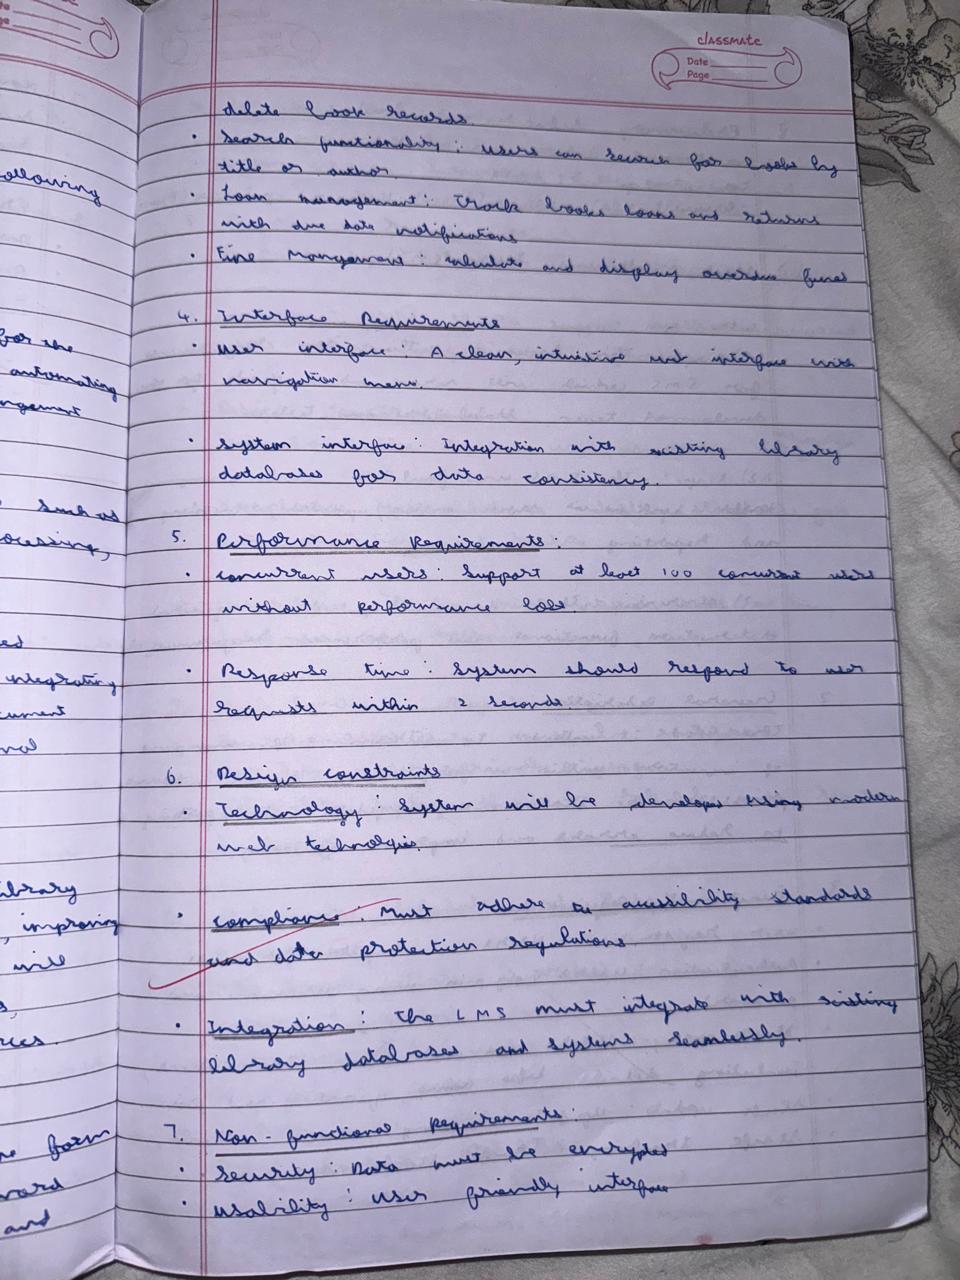 classmate
Date
Page
delete book records
• search functionality : users can search for books by
title or author.
• Loan management : Track books loans and returns
with due date notifications
• Fine Mangement : calculate and display overdue fines
4. Interface Requirements
• user interface : A clean, intuitive web interface with
navigation menu.
• system interface : Integration with existing library
databases for data consistency.
5. Performance Requirements :
• concurrent users : Support at least 100 concurrent users
without performance loss
• Response time : System should respond to user
requests within 2 seconds.
6. Design constraints
• Technology : System will be developed using modern
web technologies.
• compliance : Must adhere to accessibility standards
and data protection regulations.
• Integration : The LMS must integrate with existing
library databases and systems seamlessly.
7. Non-functional Requirements :
• security : Data must be encrypted
• usability : user friendly interface
ollowing
for the
automating
ngement
such as
ocessing,
ed
integrating
cument
nal
library
, improving
will
form
ward
and